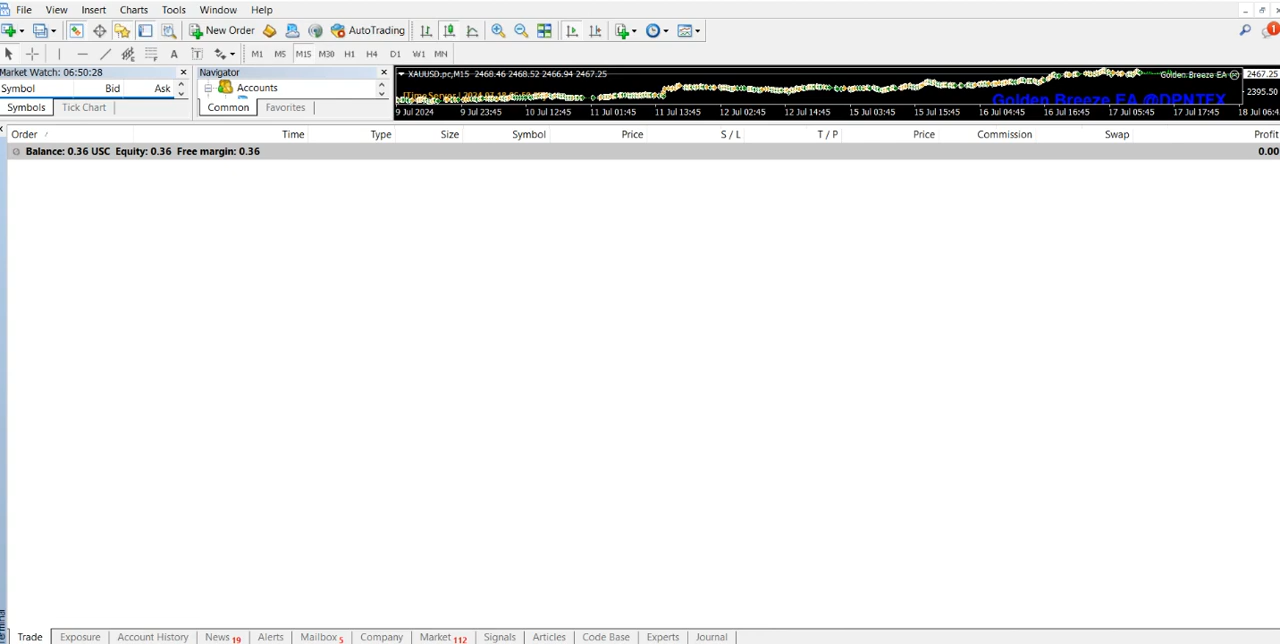 File View Insert Charts Tools Window Help
New Order AutoTrading 1
A T M1 M5 M15 M30 H1 H4 D1 W1 MN
Market Watch: 06:50:28
Symbol Bid Ask
Symbols Tick Chart
Navigator
Accounts
Common Favorites
XAUUSD.pc,M15 2468.46 2468.52 2466.94 2467.25
Golden Breeze EA
2467.25
2395.50
Golden Breeze EA @DPNTFX
9 Jul 2024 9 Jul 23:45 10 Jul 12:45 11 Jul 01:45 11 Jul 13:45 12 Jul 02:45 12 Jul 14:45 15 Jul 03:45 15 Jul 15:45 16 Jul 04:45 16 Jul 16:45 17 Jul 05:45 17 Jul 17:45 18 Jul 06:4
Order / Time Type Size Symbol Price S / L T / P Price Commission Swap Profit
Balance: 0.36 USC Equity: 0.36 Free margin: 0.36 0.00
Trade Exposure Account History News 19 Alerts Mailbox 5 Company Market 112 Signals Articles Code Base Experts Journal